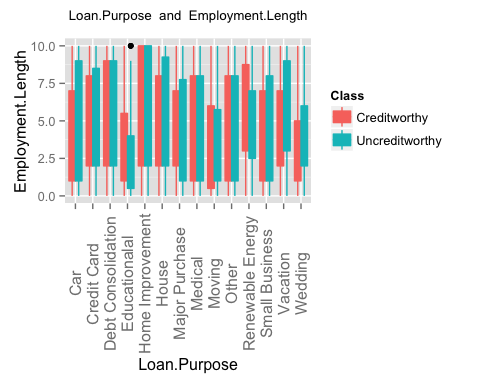 Loan.Purpose and Employment.Length
Employment.Length
10.0
7.5
5.0
2.5
0.0
Car
Credit Card
Debt Consolidation
Educationalal
Home Improvement
House
Major Purchase
Medical
Moving
Other
Renewable Energy
Small Business
Vacation
Wedding
Loan.Purpose
Class
Creditworthy
Uncreditworthy